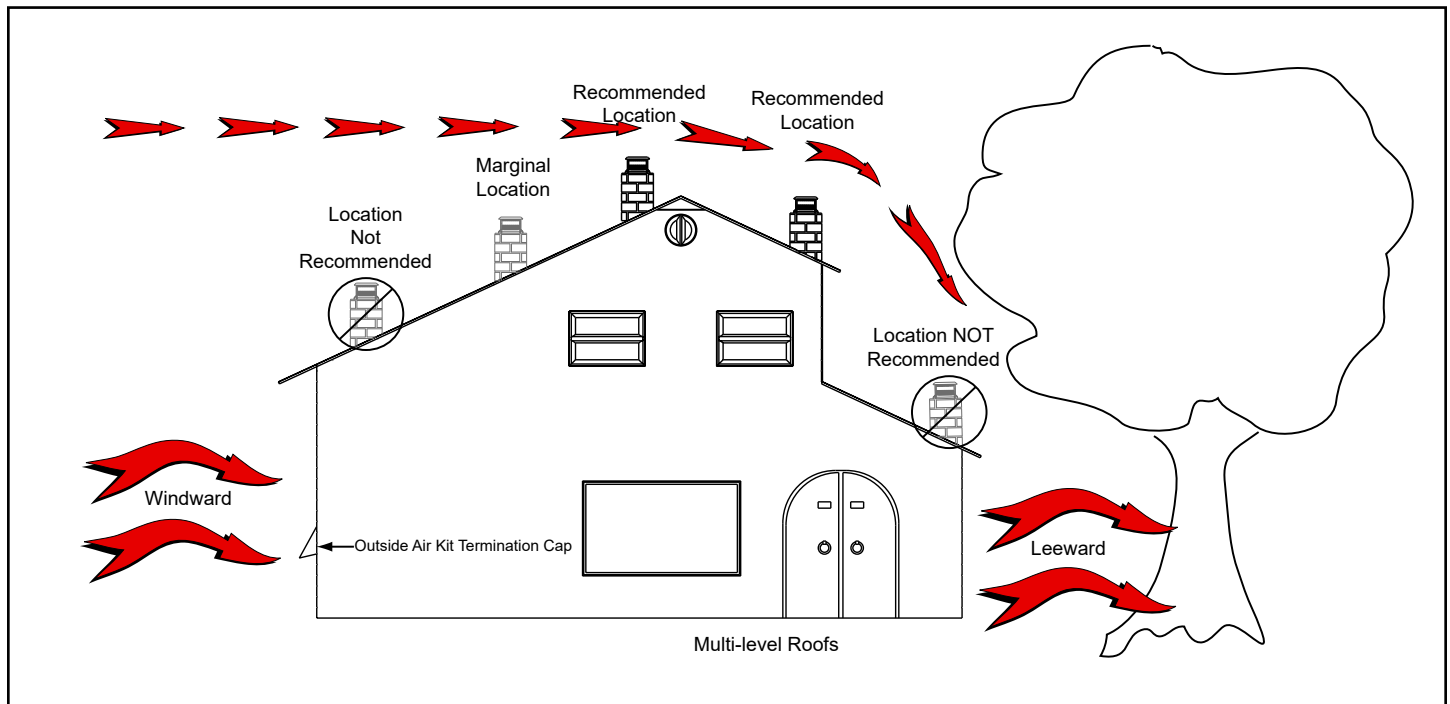 Recommended
Location
Recommended
Location
Marginal
Location
Location
Not
Recommended
Location NOT
Recommended
Windward
Outside Air Kit Termination Cap
Leeward
Multi-level Roofs